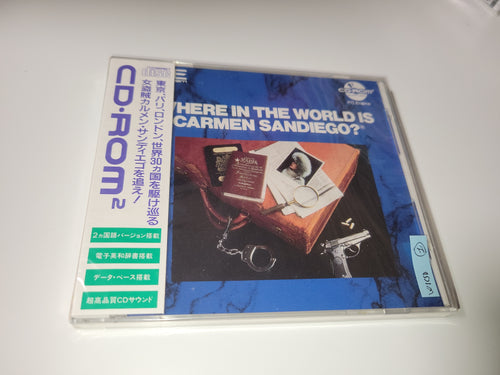 東京、パリ、ロンドン、世界30ヵ国を駆け巡る
女盗賊カルメン・サンディエゴを追え!
CD・ROM2
2ヵ国語バージョン搭載
電子英和辞書搭載
データ・ベース搭載
超高品質CDサウンド
WHERE IN THE WORLD IS
CARMEN SANDIEGO?